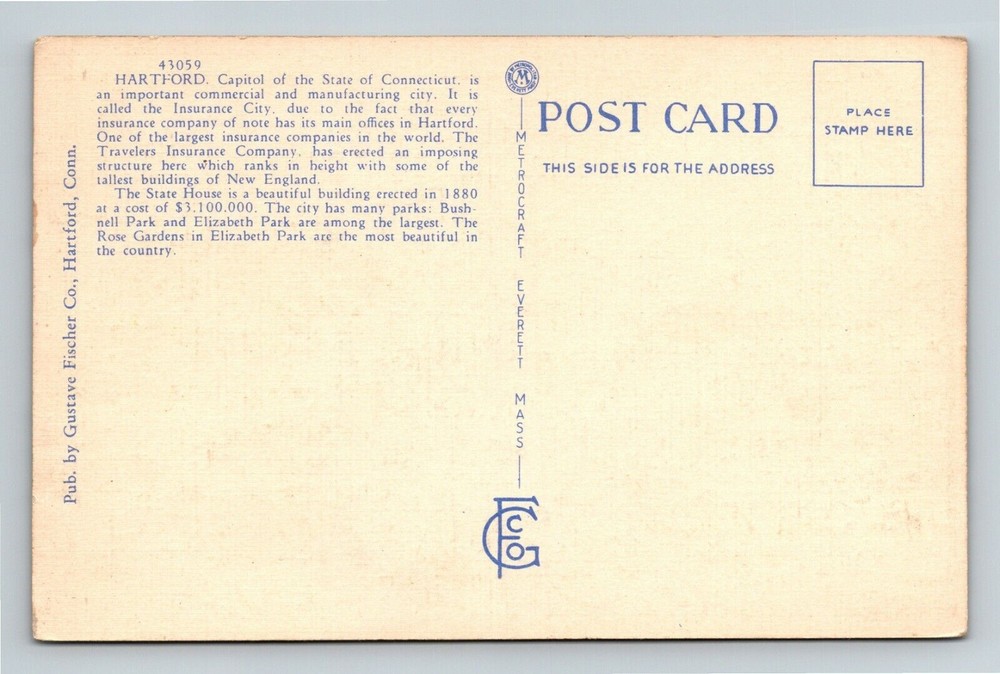 43059
HARTFORD. Capitol of the State of Connecticut. is
an important commercial and manufacturing city. It is
called the Insurance City. due to the fact that every
insurance company of note has its main offices in Hartford.
One of the largest insurance companies in the world. The
Travelers Insurance Company. has erected an imposing
structure here which ranks in height with some of the
tallest buildings of New England.
The State House is a beautiful building erected in 1880
at a cost of $3.100.000. The city has many parks: Bush-
nell Park and Elizabeth Park are among the largest. The
Rose Gardens in Elizabeth Park are the most beautiful in
the country.
Pub. by Gustave Fischer Co., Hartford, Conn.
M
METROCRAFT EVERETT MASS
GF Co
POST CARD
THIS SIDE IS FOR THE ADDRESS
PLACE
STAMP HERE